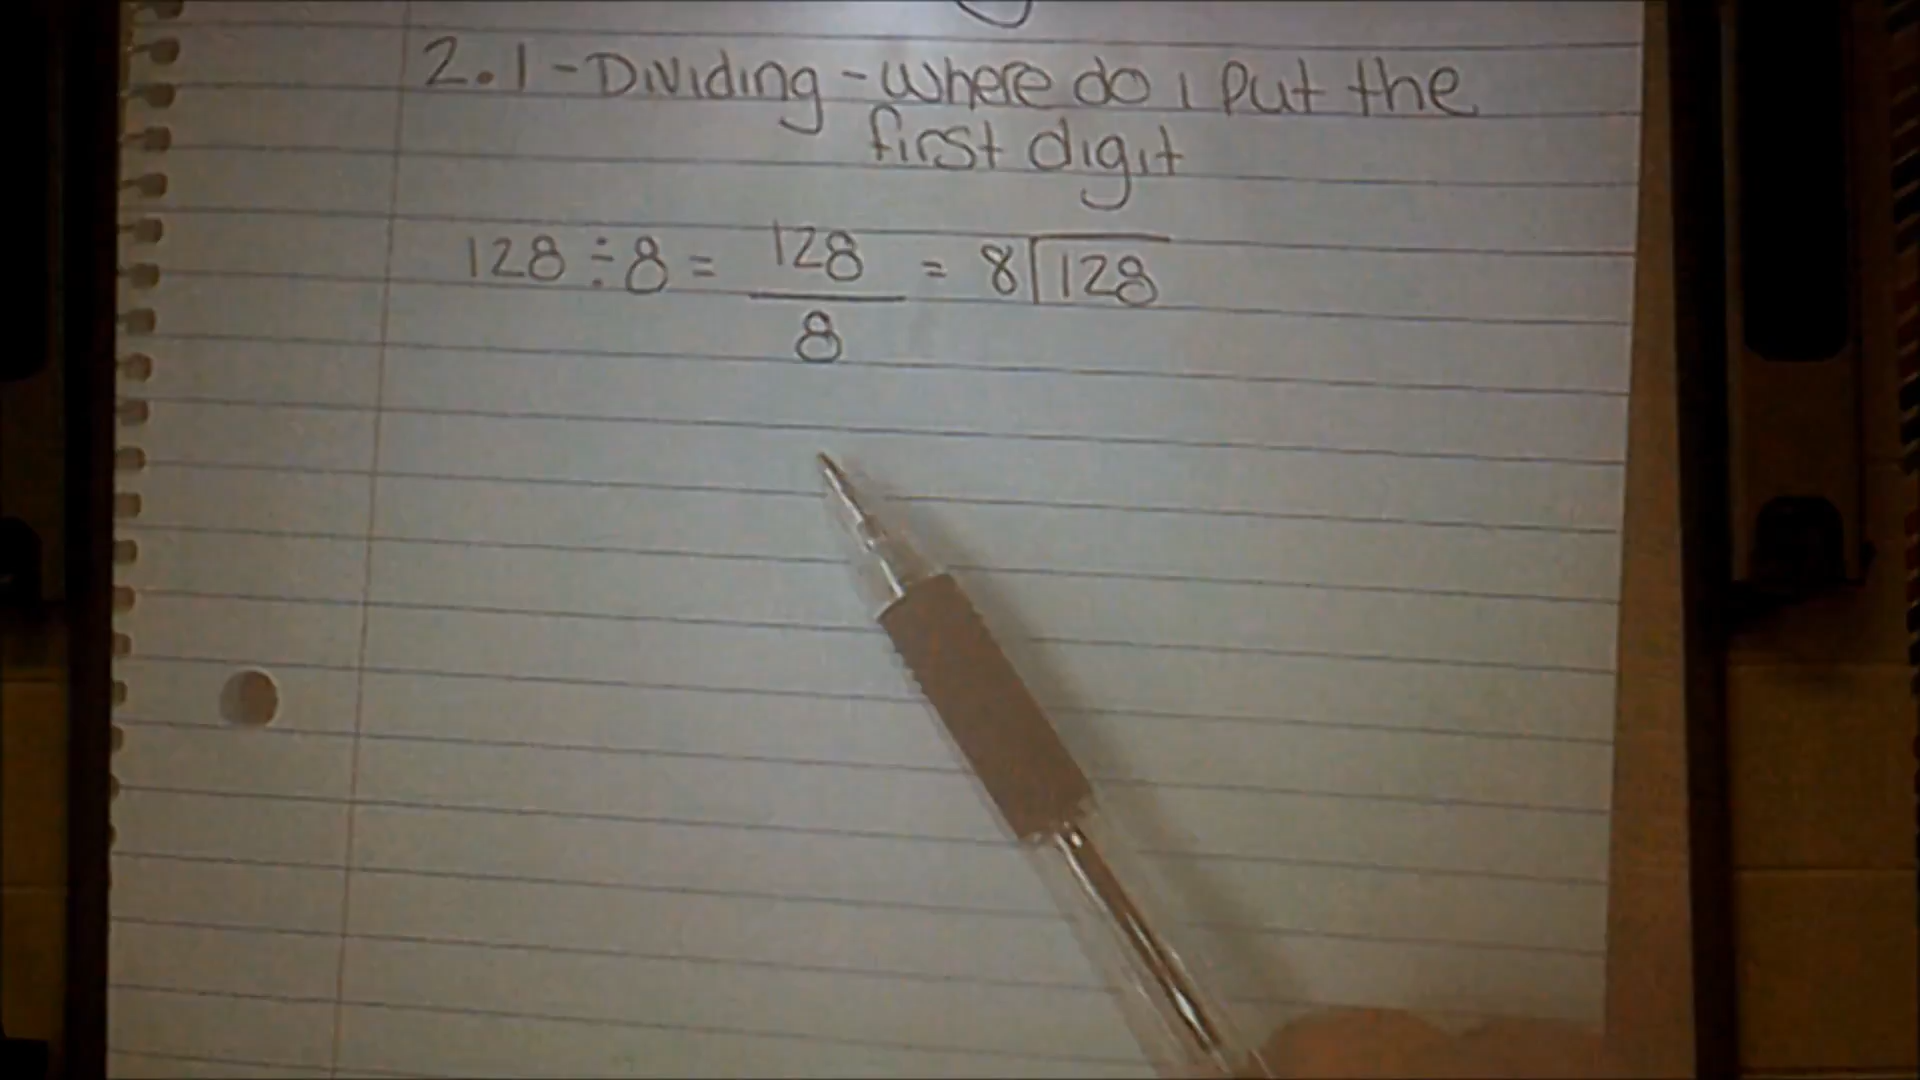 2.1 - Dividing - Where do i put the
first digit
128 ÷ 8 = 128/8 = 8⟌128